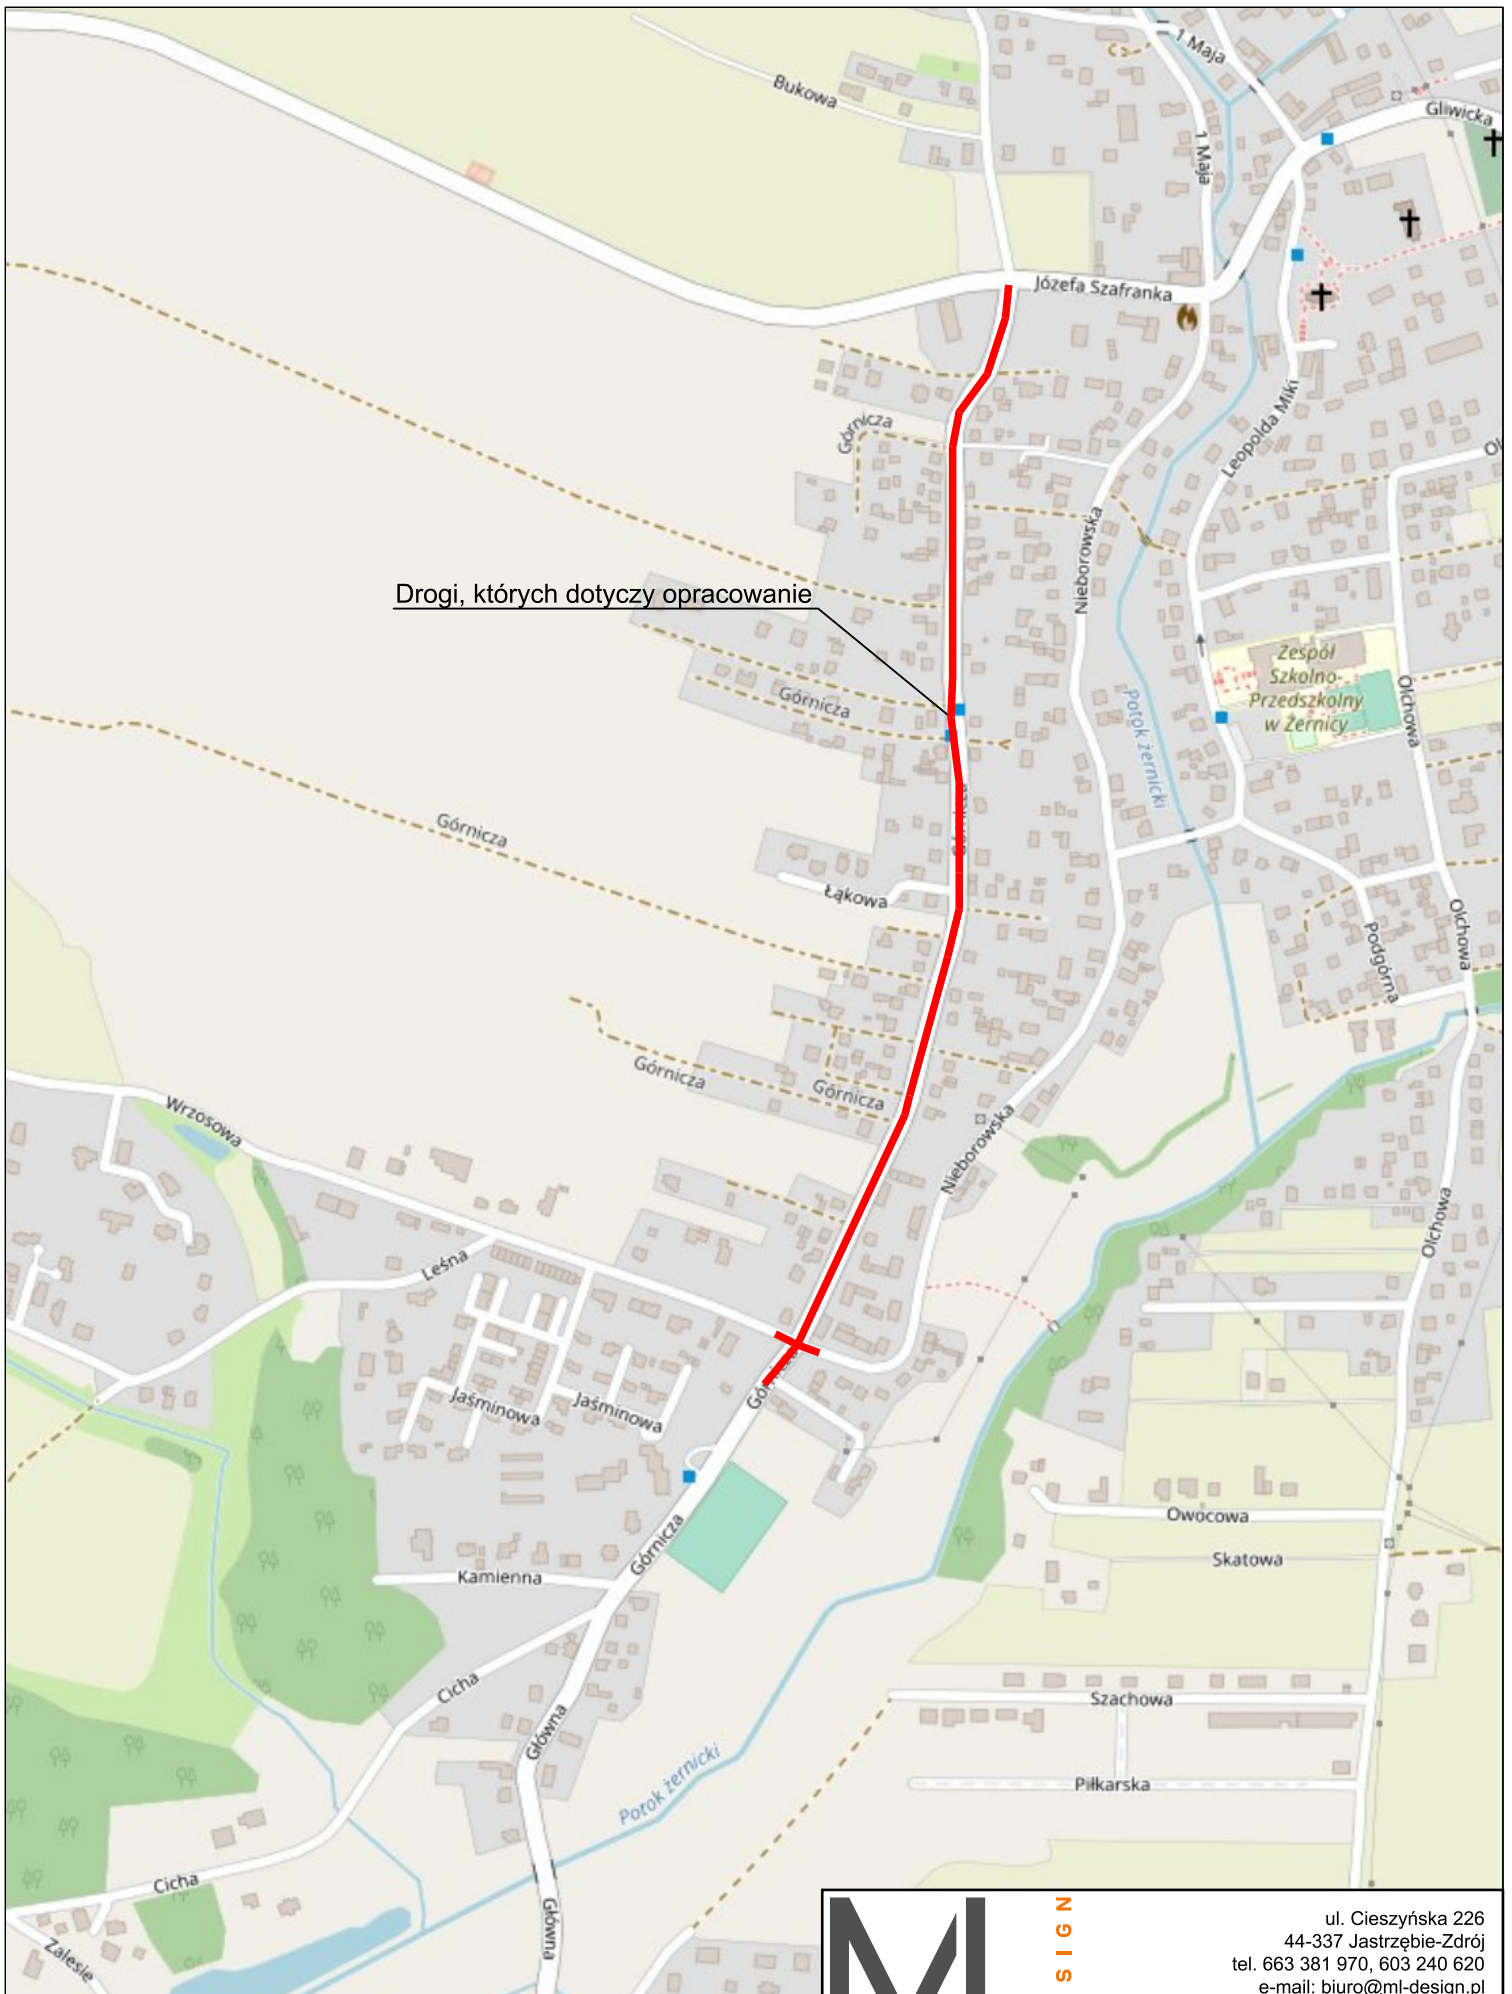 1 Maja
Bukowa
Gliwicka
1 Maja
Józefa Szafranka
Leopolda Miki
Górnicza
Nieborowska
Drogi, których dotyczy opracowanie
Zespół
Szkolno-
Przedszkolny
w Żernicy
Olchowa
Górnicza
Potok żernicki
Górnicza
Łąkowa
Olchowa
Podgórna
Górnicza
Górnicza
Wrzosowa
Nieborowska
Olchowa
Leśna
Jaśminowa
Jaśminowa
Owocowa
Górnicza
Skatowa
Kamienna
Cicha
Szachowa
Główna
Piłkarska
Potok żernicki
Cicha
Główna
Zalesie
M
SIGN
ul. Cieszyńska 226
44-337 Jastrzębie-Zdrój
tel. 663 381 970, 603 240 620
e-mail: biuro@ml-design.pl